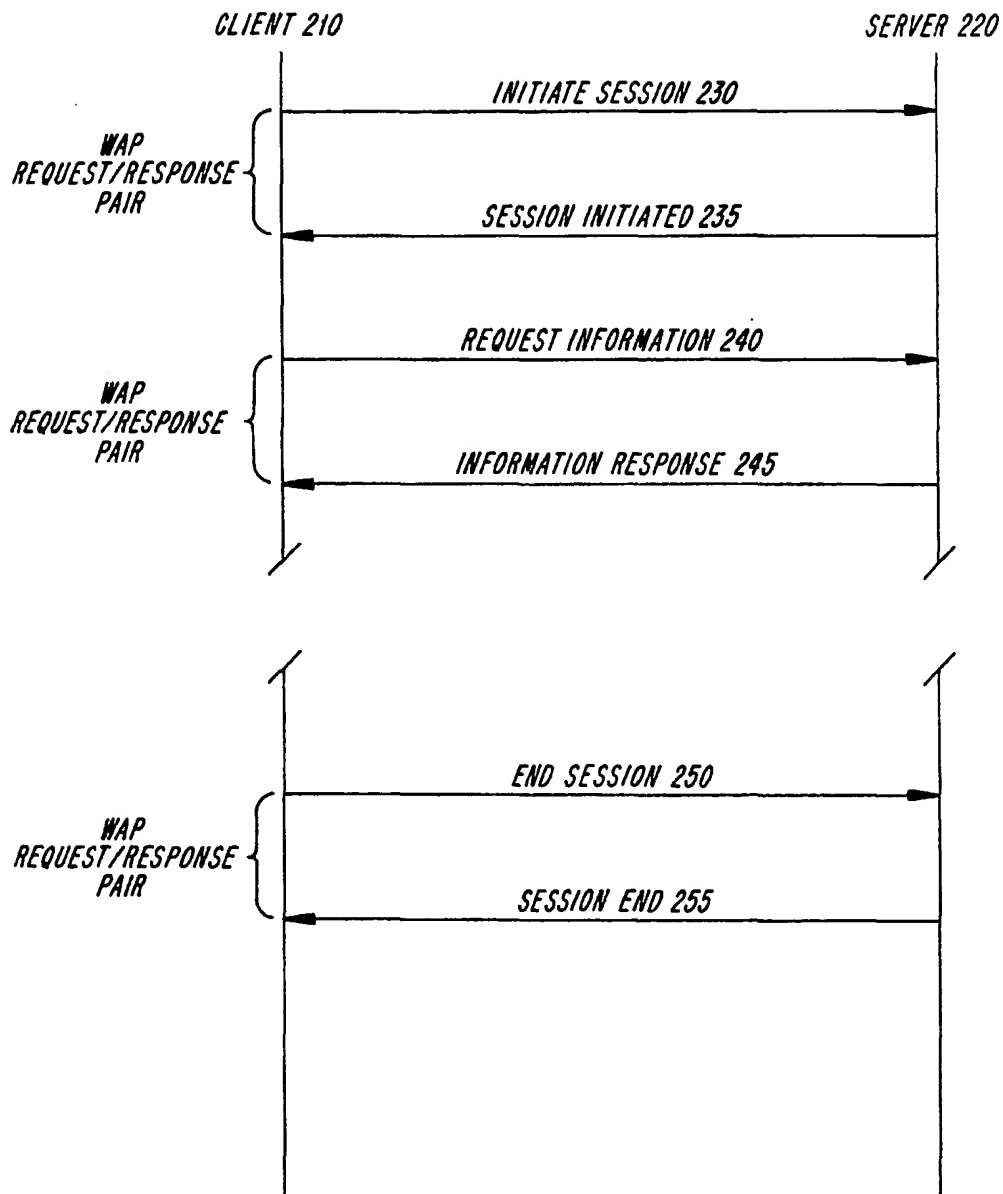 CLIENT 210
SERVER 220
INITIATE SESSION 230
WAP
REQUEST/RESPONSE
PAIR
SESSION INITIATED 235
REQUEST INFORMATION 240
WAP
REQUEST/RESPONSE
PAIR
INFORMATION RESPONSE 245
END SESSION 250
WAP
REQUEST/RESPONSE
PAIR
SESSION END 255